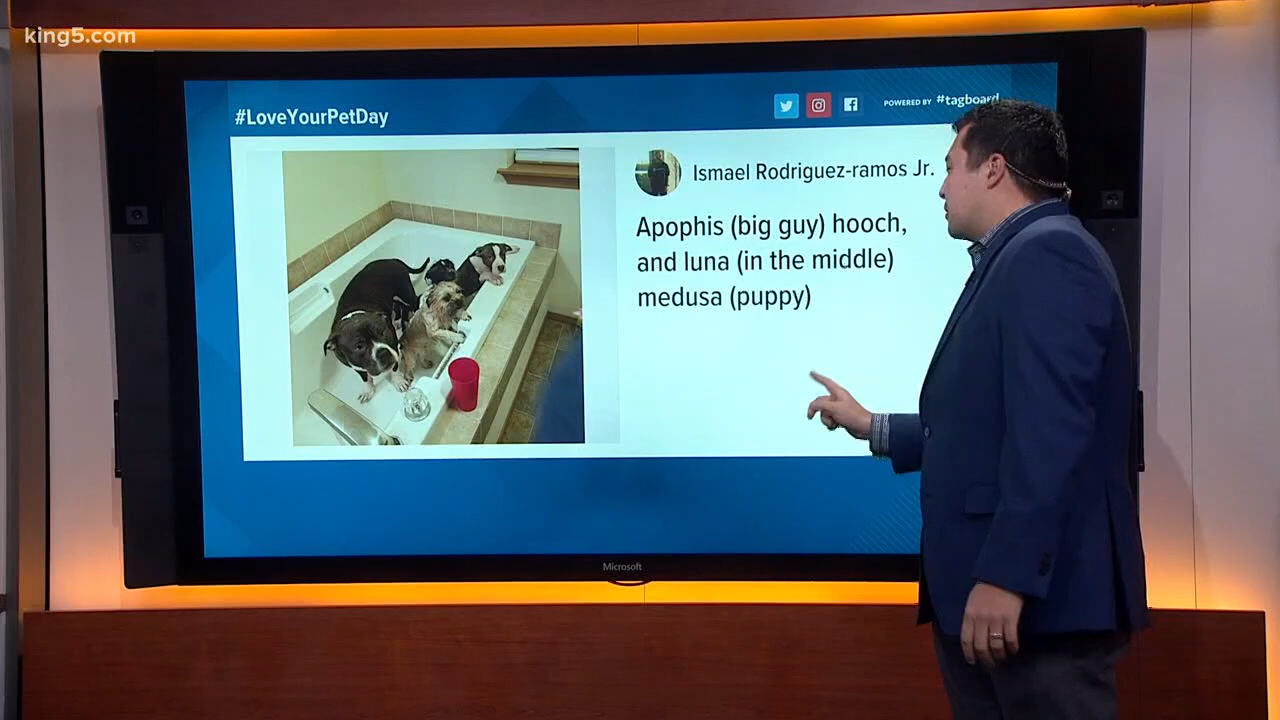 king5.com
#LoveYourPetDay
POWERED BY #tagboard
Ismael Rodriguez-ramos Jr.
Apophis (big guy) hooch,
and luna (in the middle)
medusa (puppy)
Microsoft